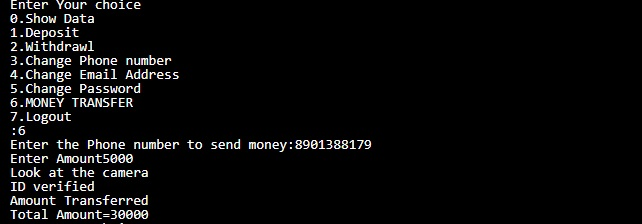 Enter Your choice
0.Show Data
1.Deposit
2.Withdrawl
3.Change Phone number
4.Change Email Address
5.Change Password
6.MONEY TRANSFER
7.Logout
:6
Enter the Phone number to send money:8901388179
Enter Amount5000
Look at the camera
ID verified
Amount Transferred
Total Amount=30000